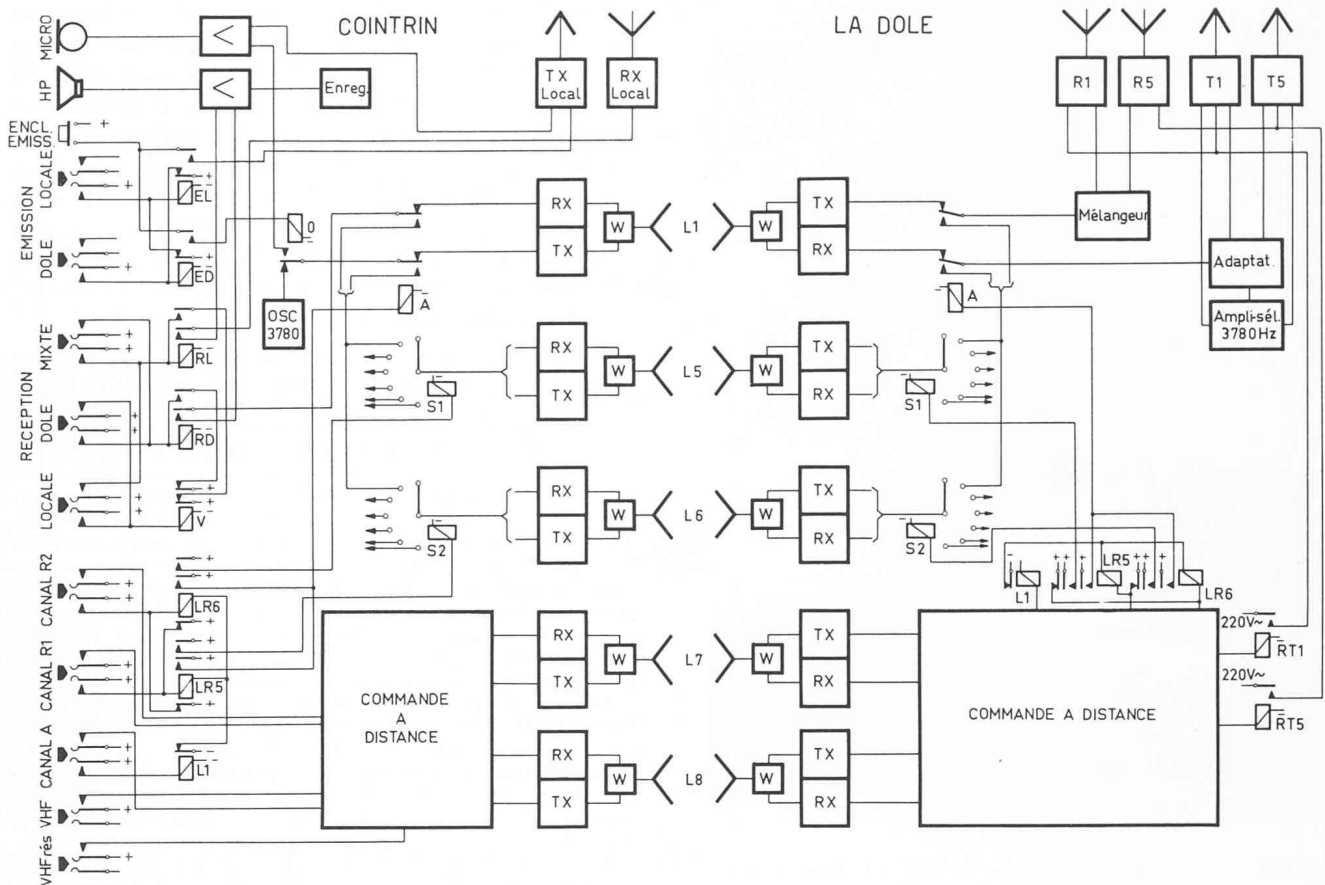 COINTRIN
LA DOLE
MICRO
<
HP
<
Enreg.
TX Local
RX Local
R1
R5
T1
T5
ENCL. EMISS.
+
EMISSION
LOCALE
+
+
EL
DOLE
+
+
ED
O
OSC 3780
A
RX
TX
W
L1
W
TX
RX
Mélangeur
Adaptat.
Ampli-sél. 3780Hz
A
RECEPTION
MIXTE
+
+
RL
DOLE
+
+
RD
LOCALE
+
+
+
+
V
S1
RX
TX
W
L5
W
TX
RX
S1
S2
RX
TX
W
L6
W
TX
RX
S2
CANAL R2
+
+
+
+
LR6
CANAL R1
+
+
+
+
+
+
LR5
+
CANAL A
+
+
L1
VHF
+
VHFrés
+
COMMANDE
A
DISTANCE
RX
TX
W
L7
W
TX
RX
RX
TX
W
L8
W
TX
RX
L1
++ +
LR5
++ +
LR6
COMMANDE A DISTANCE
220V~
RT1
220V~
RT5